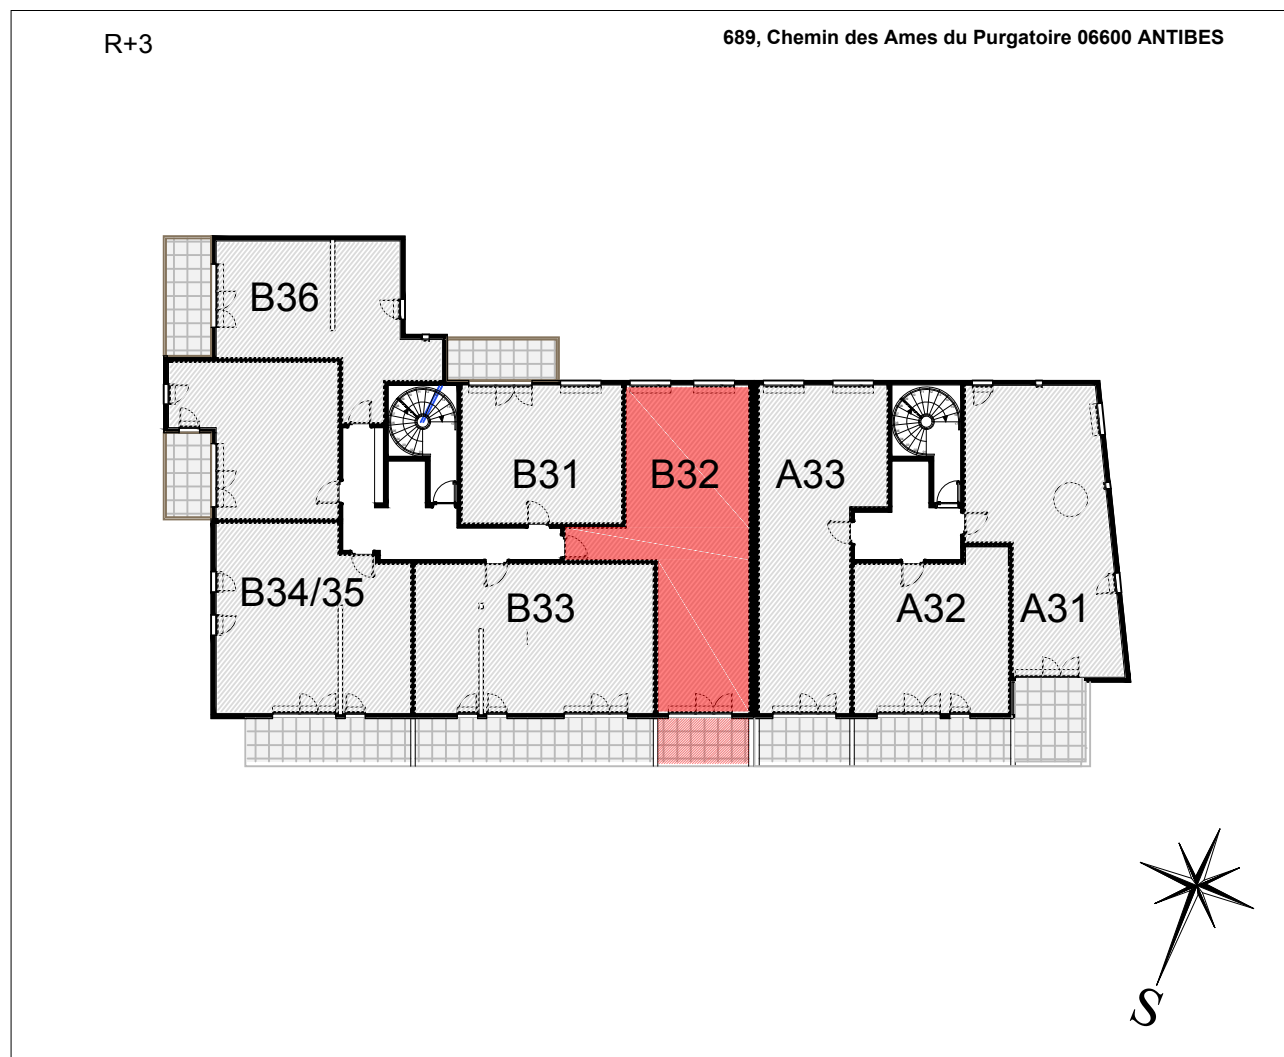 R+3
689, Chemin des Ames du Purgatoire 06600 ANTIBES
B36
B31
B32
A33
B34/35
B33
A32
A31
S